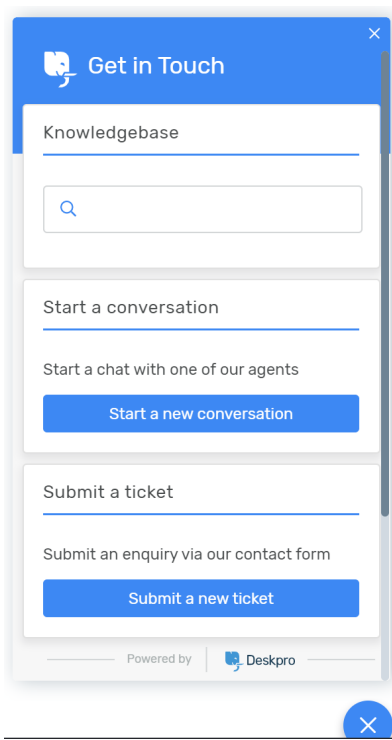 Get in Touch
Knowledgebase
Start a conversation
Start a chat with one of our agents
Start a new conversation
Submit a ticket
Submit an enquiry via our contact form
Submit a new ticket
Powered by
Deskpro